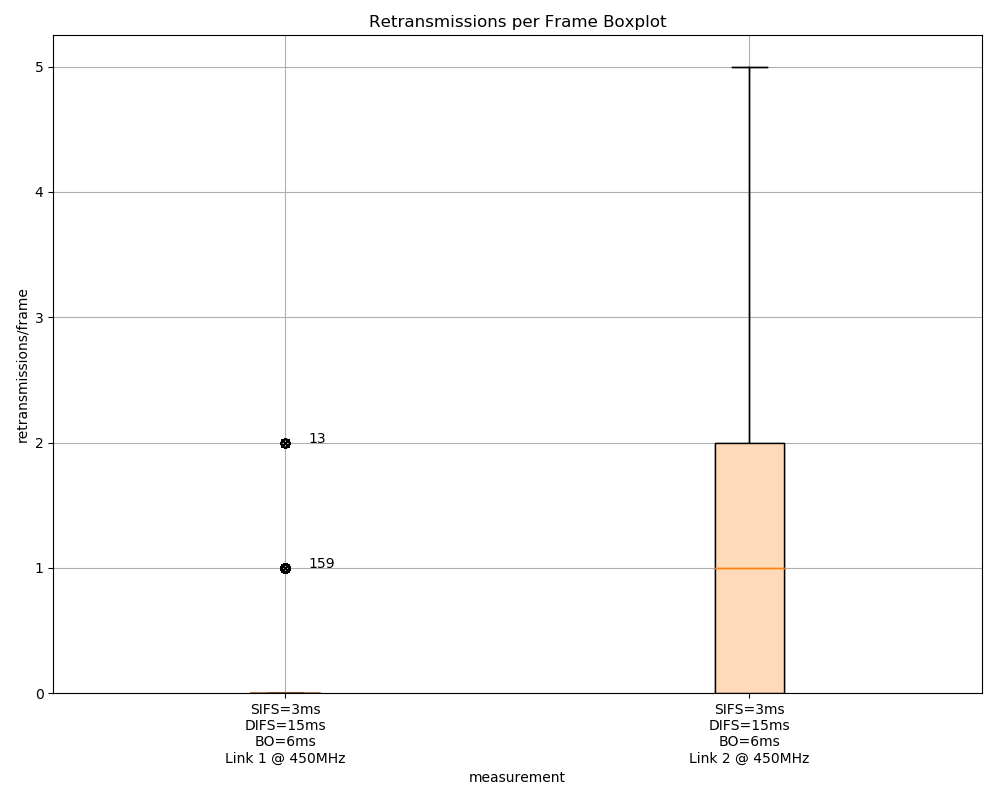 Retransmissions per Frame Boxplot
retransmissions/frame
5
4
3
2
1
0
13
159
SIFS=3ms
DIFS=15ms
BO=6ms
Link 1 @ 450MHz
SIFS=3ms
DIFS=15ms
BO=6ms
Link 2 @ 450MHz
measurement